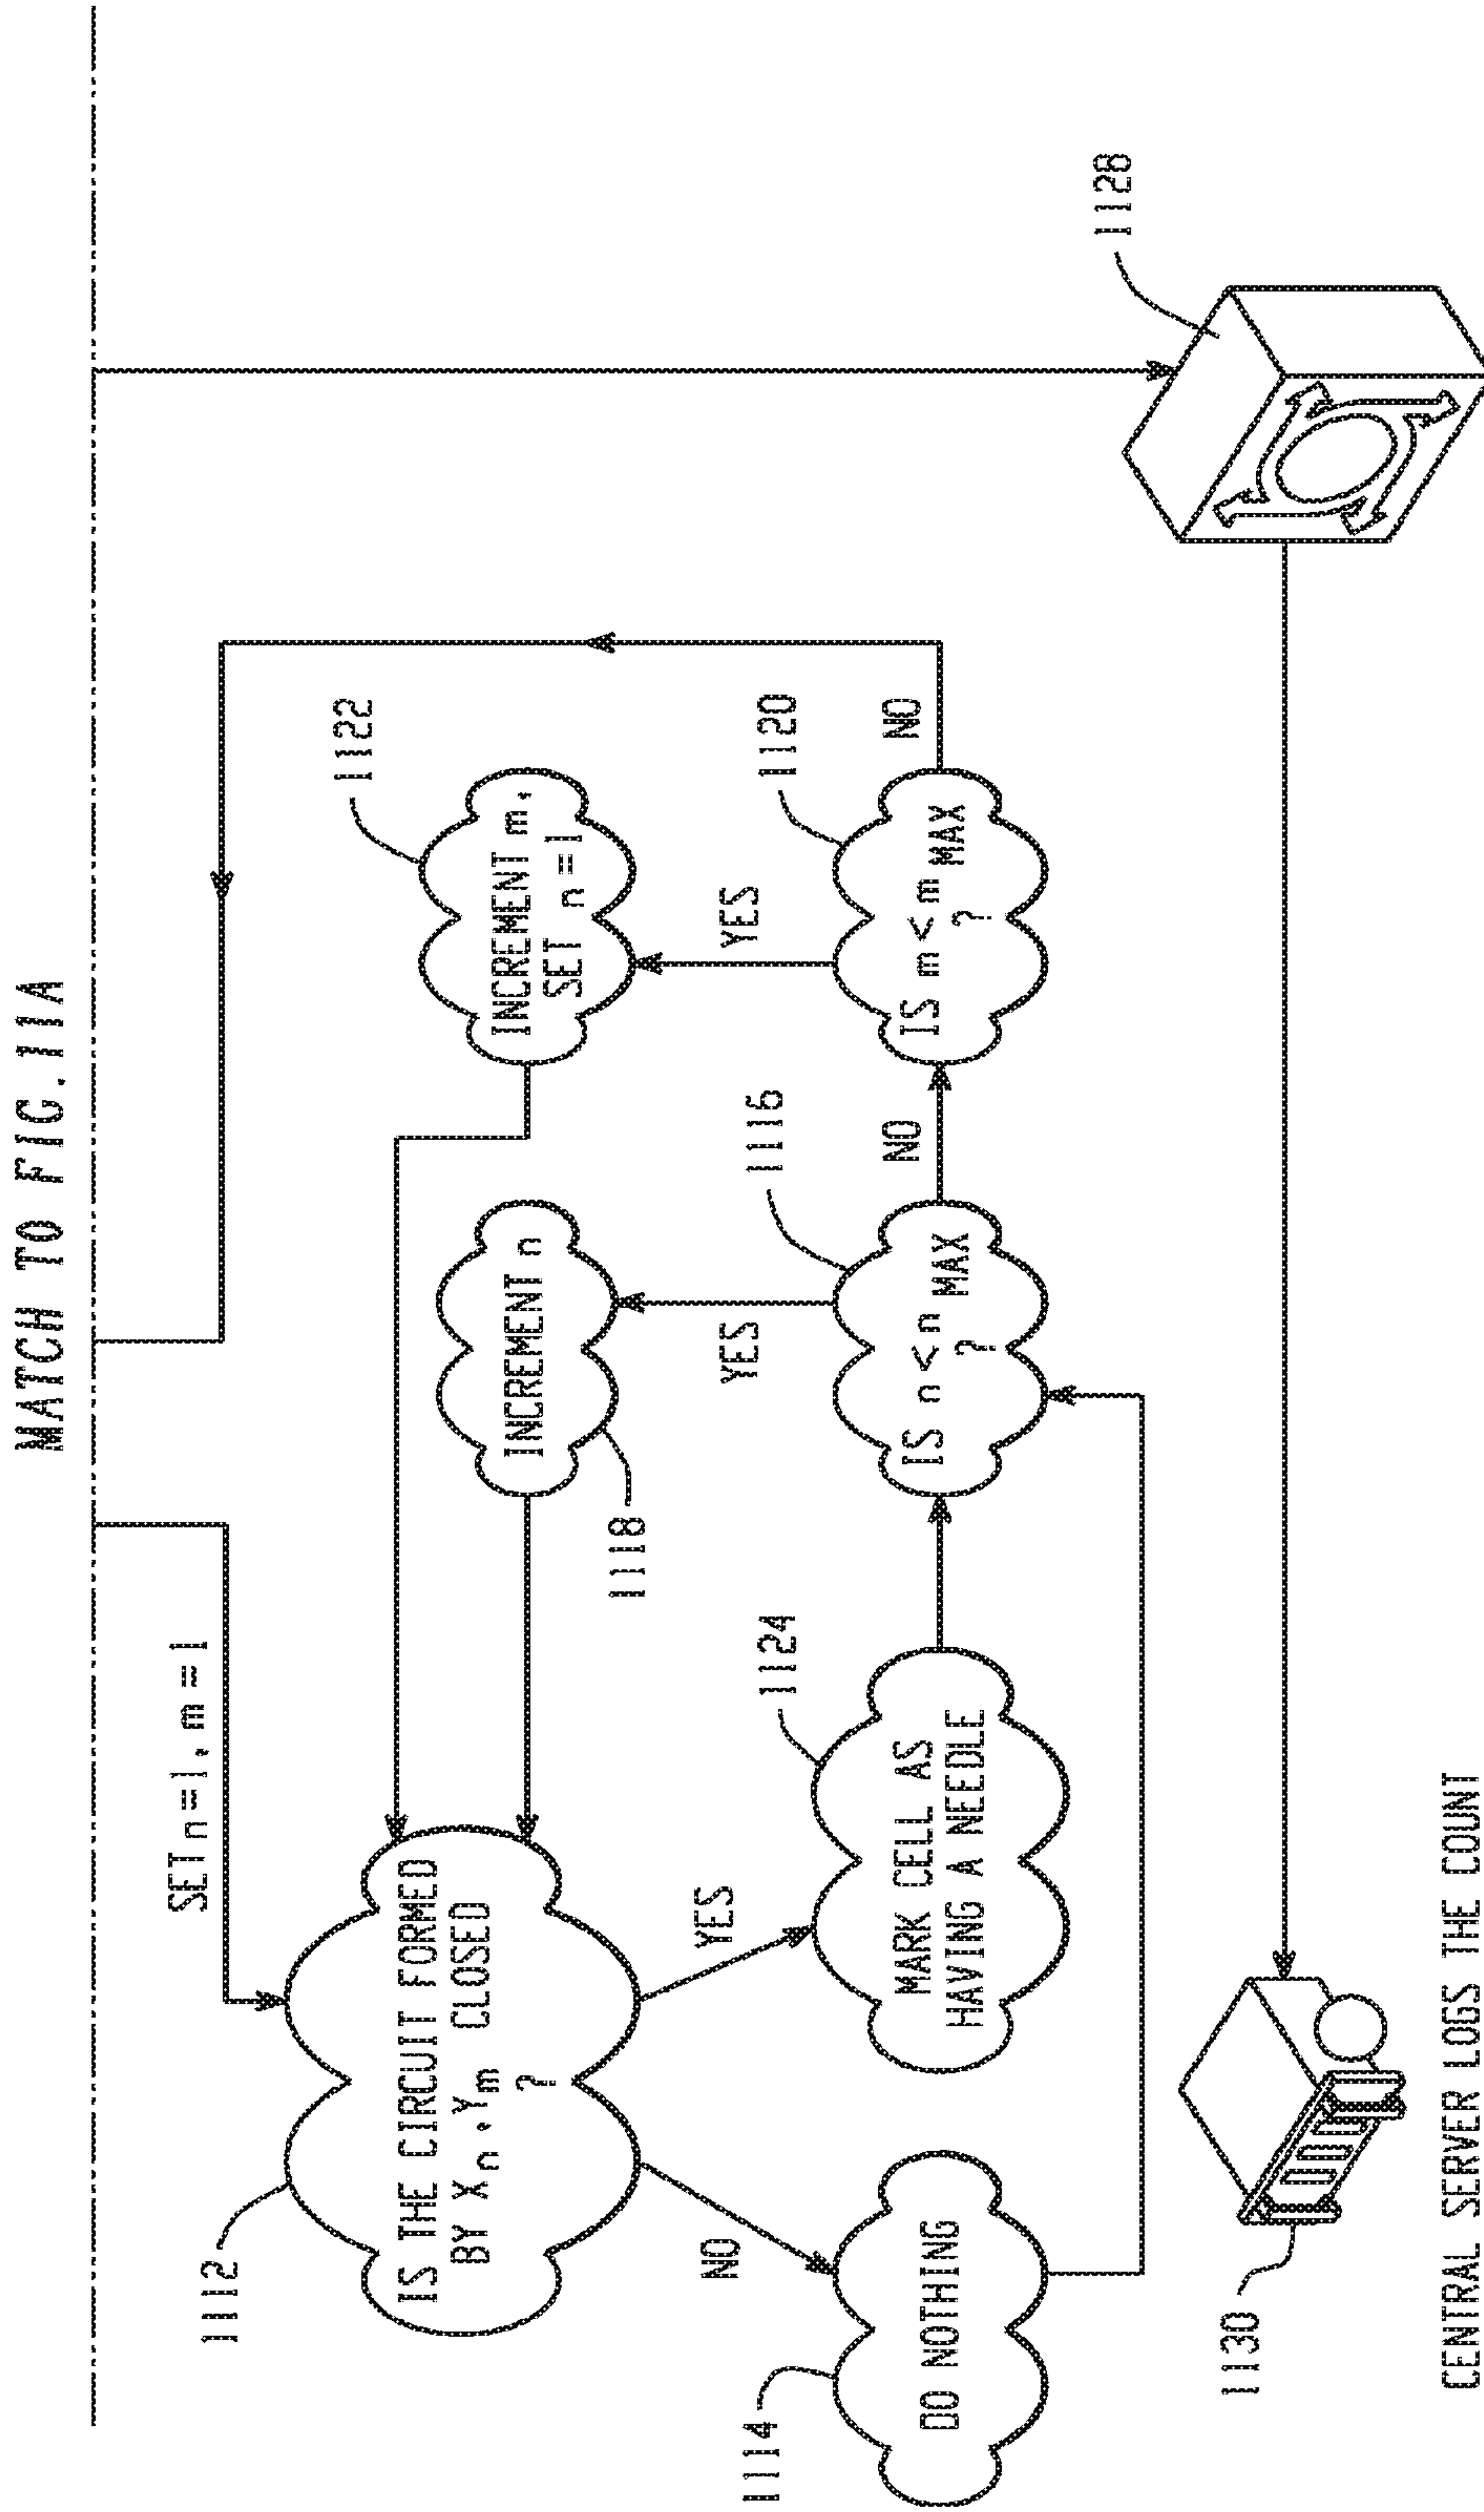 MATCH TO FIG.11A
SET n=1, m=1
1112
IS THE CIRCUIT FORMED
BY Xn, Ym CLOSED
?
INCREMENT n
1118
INCREMENT m,
SET n=1
1122
NO
YES
YES
YES
1114
DO NOTHING
1124
MARK CELL AS
HAVING A NEEDLE
1116
IS n < n MAX
?
NO
1120
IS m < m MAX
?
NO
1128
1130
CENTRAL SERVER LOGS THE COUNT